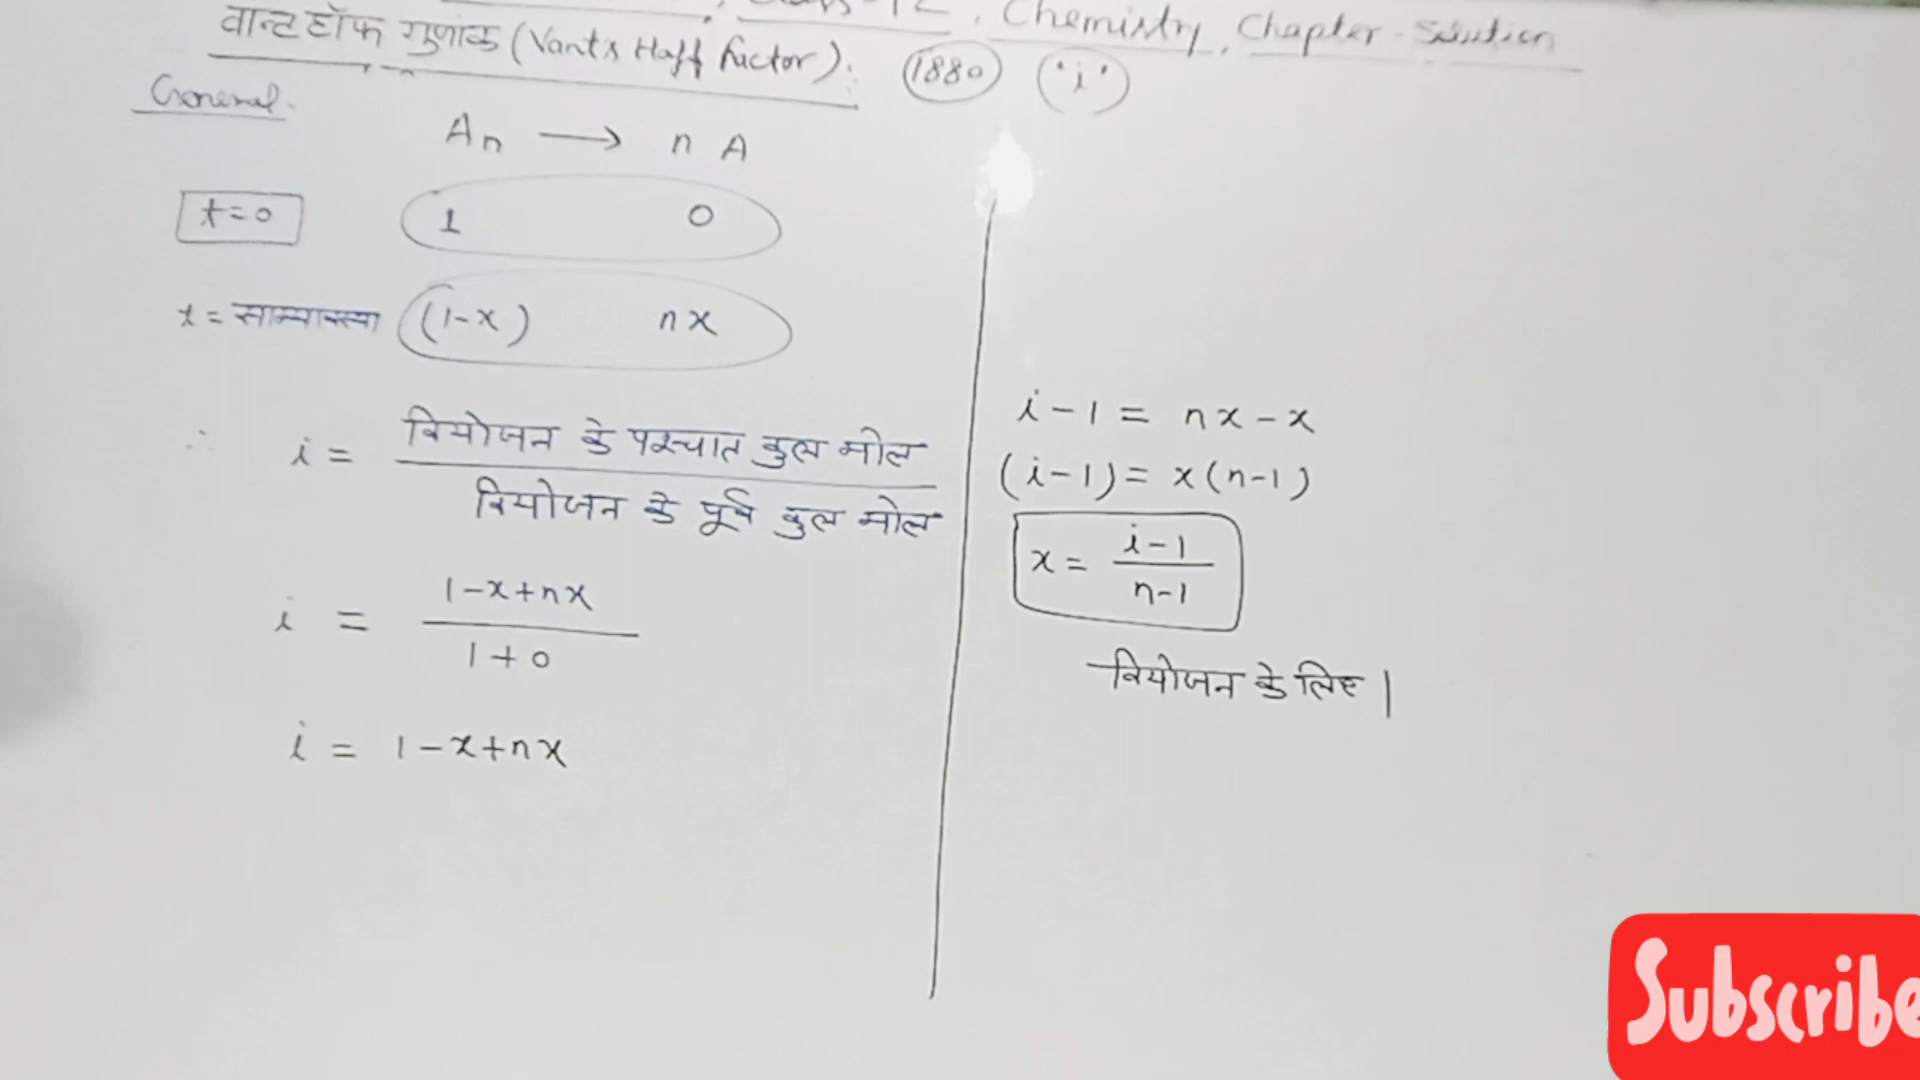 Class-12, Chemistry, Chapter-Solution
वान्ट हॉफ गुणांक (Vant's Hoff factor): 1880 'i'
General.
An → n A
t=0 1 0
t = साम्यावस्था (1-x) nx
∴ i = वियोजन के पश्चात कुल मोल
वियोजन के पूर्व कुल मोल
i = 1-x+nx
1+0
i = 1-x+nx
i-1 = nx-x
(i-1) = x(n-1)
x = i-1
n-1
वियोजन के लिए |
Subscribe